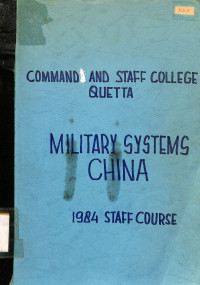 COMMAND AND STAFF COLLEGE
QUETTA
MILITARY SYSTEMS
CHINA
1984 STAFF COURSE